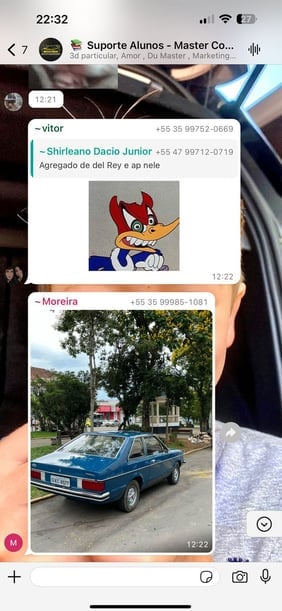 22:32
27
7
Suporte Alunos - Master Co...
3d particular, Amor , Du Master , Marketing...
12:21
~vitor +55 35 99752-0669
~Shirleano Dacio Junior +55 47 99712-0719
Agregado de del Rey e ap nele
12:22
~Moreira +55 35 99985-1081
12:22
M